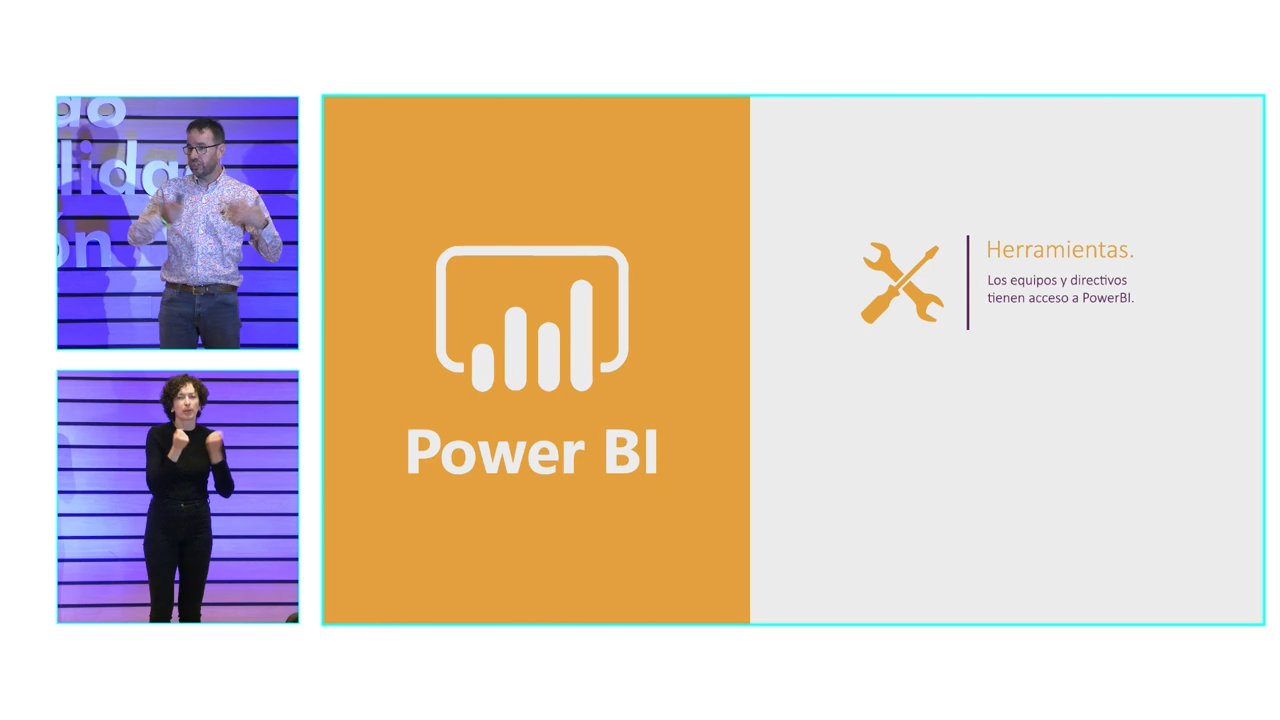 Power BI
Herramientas.
Los equipos y directivos
tienen acceso a PowerBI.